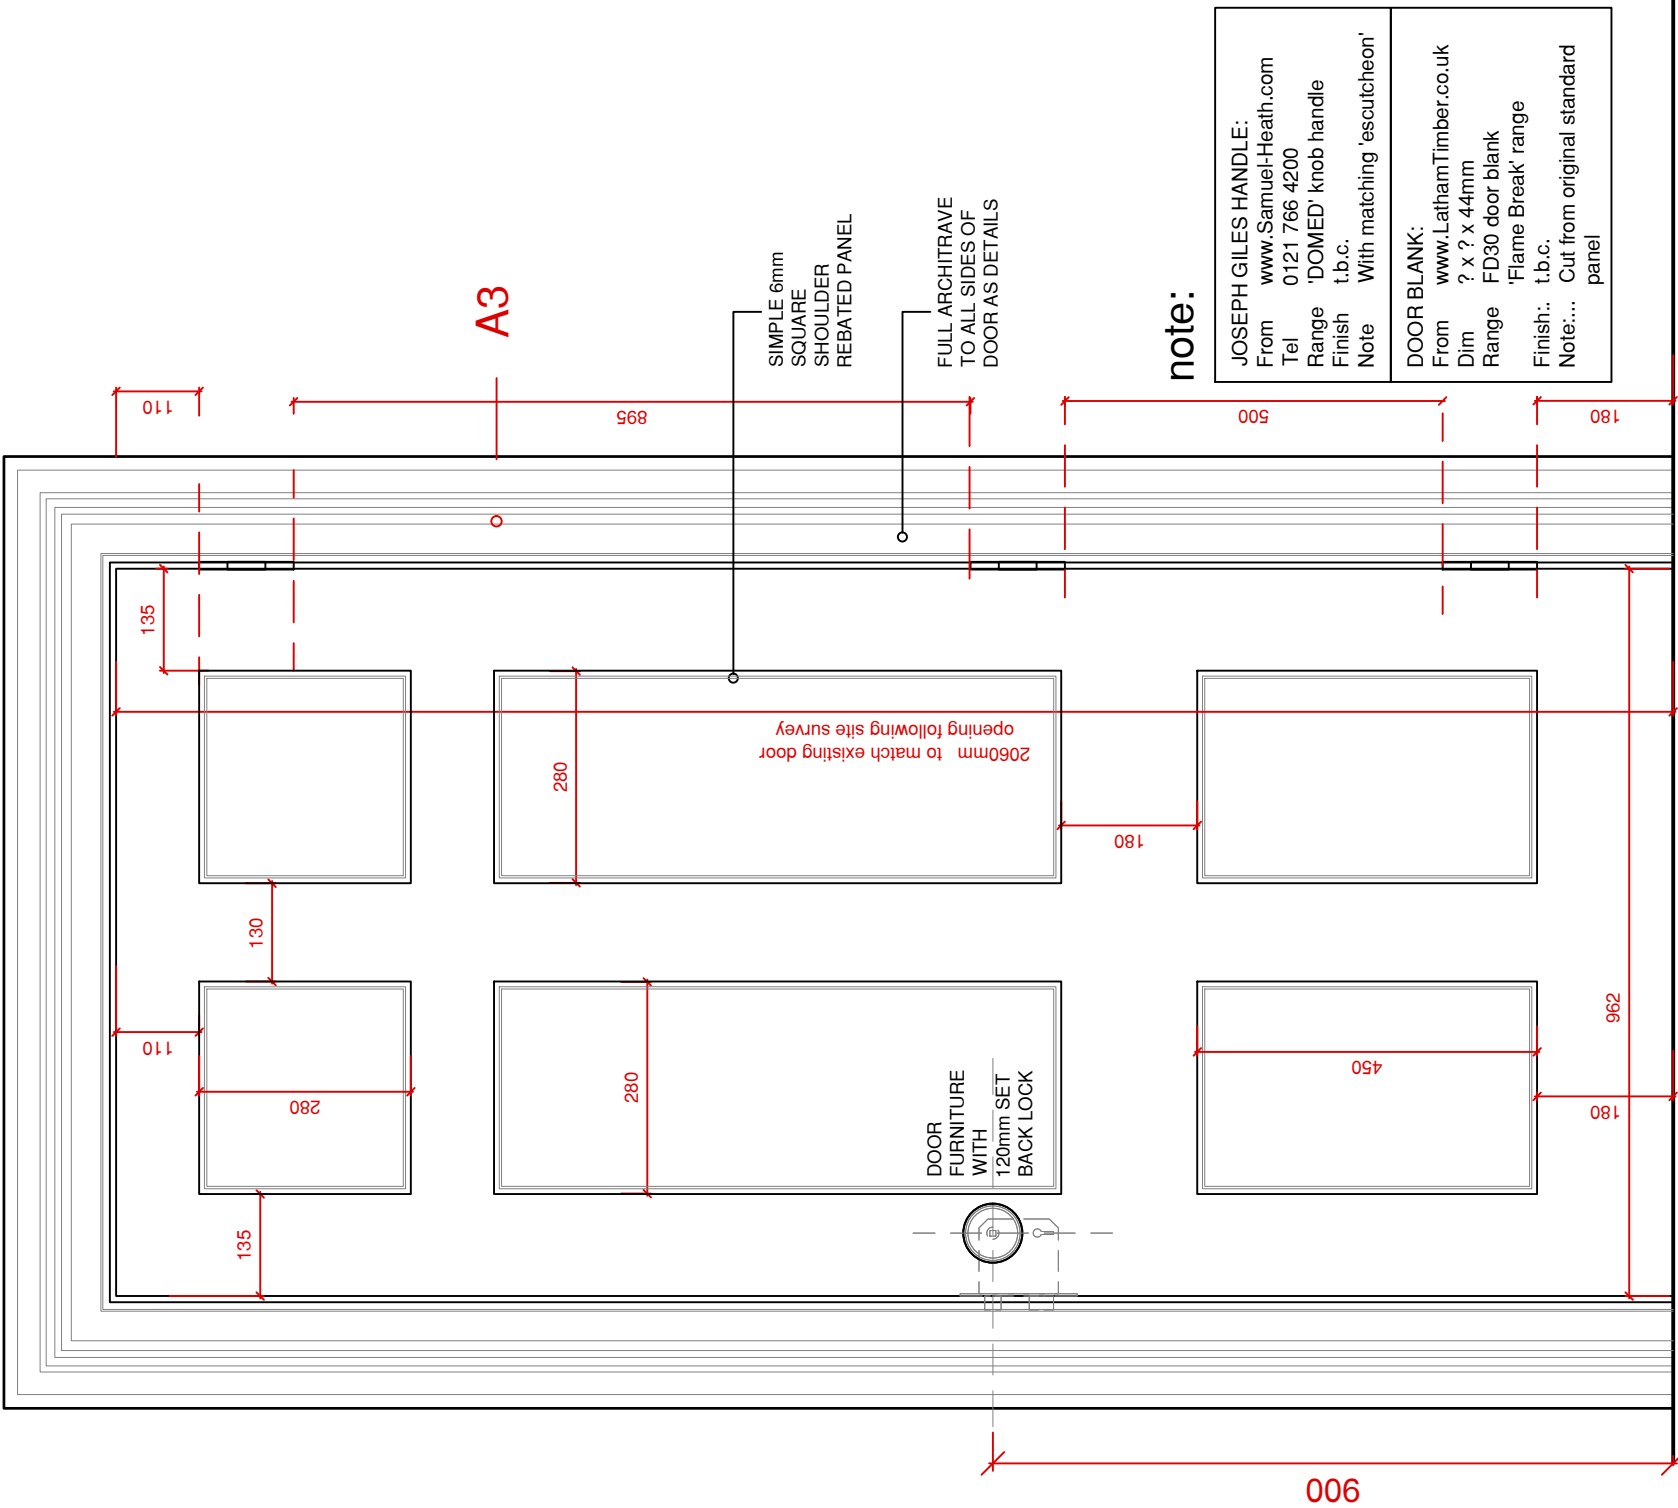 110
895
A3
500
180
SIMPLE 6mm
SQUARE
SHOULDER
REBATED PANEL
FULL ARCHITRAVE
TO ALL SIDES OF
DOOR AS DETAILS
note:
JOSEPH GILES HANDLE:
From www.Samuel-Heath.com
Tel 0121 766 4200
Range 'DOMED' knob handle
Finish t.b.c.
Note With matching 'escutcheon'
DOOR BLANK:
From www.LathamTimber.co.uk
Dim ? x ? x 44mm
Range FD30 door blank
'Flame Break' range
Finish:. t.b.c.
Note:... Cut from original standard
panel
135
280
2060mm to match existing door
opening following site survey
180
130
110
280
280
962
450
180
DOOR
FURNITURE
WITH
120mm SET
BACK LOCK
135
900